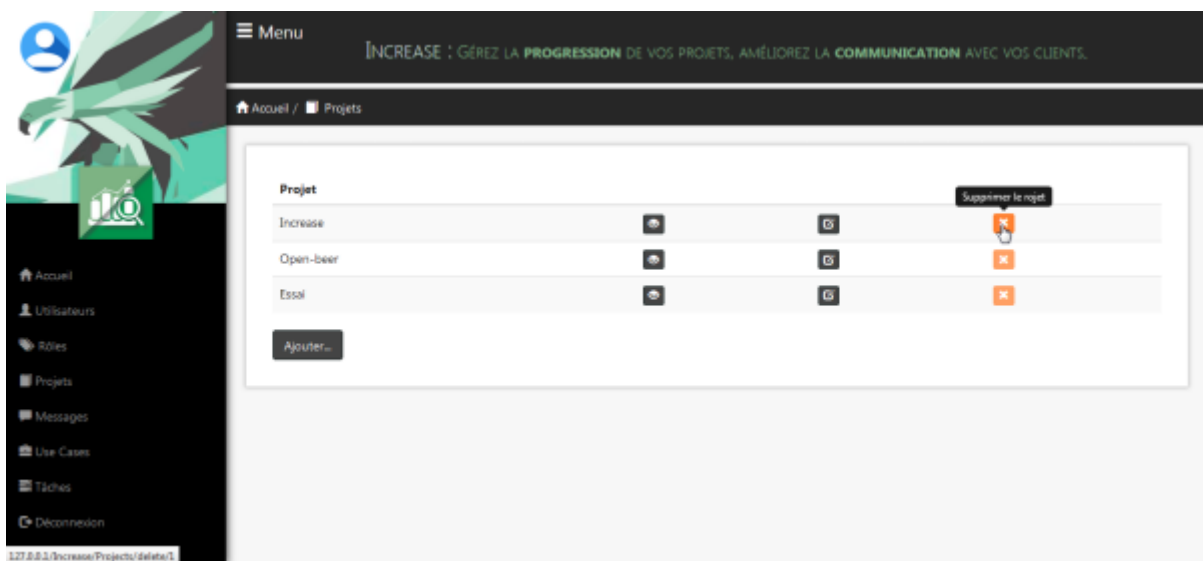 Menu
INCREASE : GÉREZ LA PROGRESSION DE VOS PROJETS, AMÉLIOREZ LA COMMUNICATION AVEC VOS CLIENTS.
Accueil / Projets
Projet
Supprimer le rojet
Increase
Open-beer
Essai
Ajouter...
Accueil
Utilisateurs
Rôles
Projets
Messages
Use Cases
Tâches
Déconnexion
127.0.0.1/Increase/Projects/delete/1